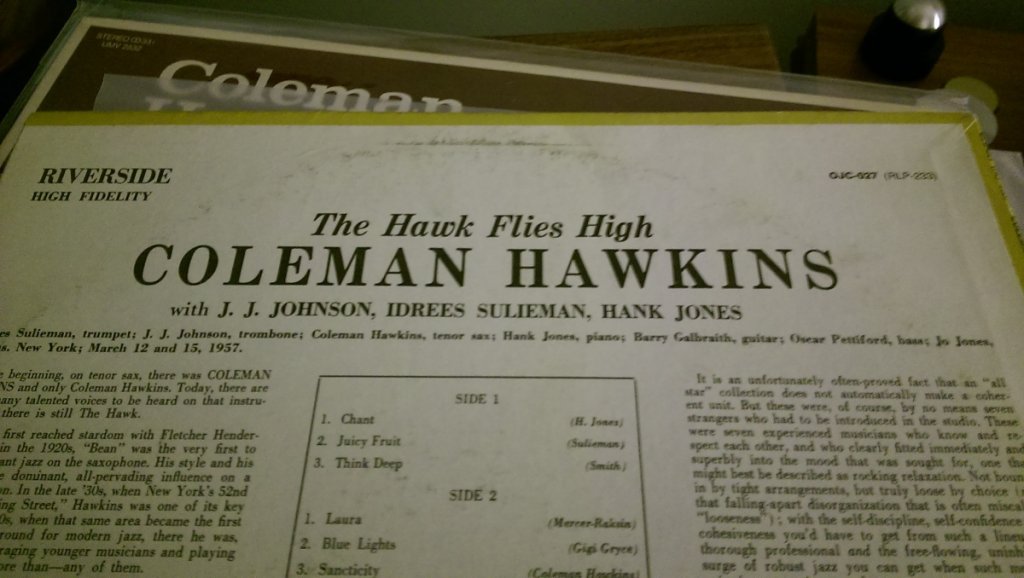 STEREO
UMV 2532
Coleman
RIVERSIDE
HIGH FIDELITY
OJC-027 (RLP-233)
The Hawk Flies High
COLEMAN HAWKINS
with J. J. JOHNSON, IDREES SULIEMAN, HANK JONES
es Sulieman, trumpet; J. J. Johnson, trombone; Coleman Hawkins, tenor sax; Hank Jones, piano; Barry Galbraith, guitar; Oscar Pettiford, bass; Jo Jones,
s. New York; March 12 and 15, 1957.
e beginning, on tenor sax, there was COLEMAN
NS and only Coleman Hawkins. Today, there are
any talented voices to be heard on that instru-
there is still The Hawk.
first reached stardom with Fletcher Hender-
in the 1920s, "Bean" was the very first to
ant jazz on the saxophone. His style and his
e dominant, all-pervading influence on a
on. In the late '30s, when New York's 52nd
ing Street," Hawkins was one of its key
0s, when that same area became the first
round for modern jazz, there he was,
raging younger musicians and playing
ore than—any of them.
SIDE 1
1. Chant (H. Jones)
2. Juicy Fruit (Sulieman)
3. Think Deep (Smith)
SIDE 2
1. Laura (Mercer-Raksin)
2. Blue Lights (Gigi Gryce)
3. Sancticity (Coleman Hawkins)
It is an unfortunately often-proved fact that an "all
star" collection does not automatically make a coher-
ent unit. But these were, of course, by no means seven
strangers who had to be introduced in the studio. These
were seven experienced musicians who know and re-
spect each other, and who clearly fitted immediately and
superbly into the mood that was sought for, one tha
might best be described as rocking relaxation. Not boun
in by tight arrangements, but truly loose by choice (n
that falling-apart disorganization that is often miscal
"looseness"); with the self-discipline, self-confidence
cohesiveness you'd have to get from such a lineu
thorough professional and the free-flowing, uninh
surge of robust jazz you can get when such m